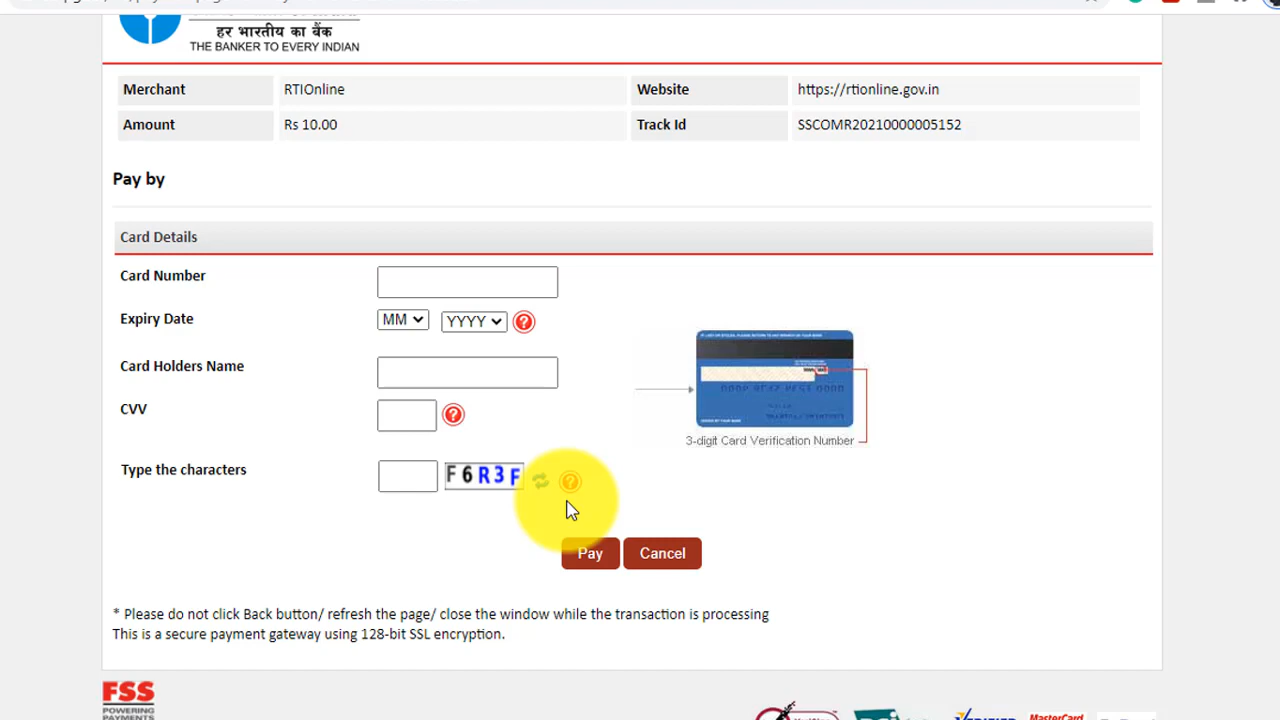 हर भारतीय का बैंक
THE BANKER TO EVERY INDIAN
Merchant RTIOnline Website https://rtionline.gov.in
Amount Rs 10.00 Track Id SSCOMR20210000005152
Pay by
Card Details
Card Number
Expiry Date MM YYYY ?
Card Holders Name
CVV ?
3-digit Card Verification Number
Type the characters F6R3F ?
Pay Cancel
* Please do not click Back button/ refresh the page/ close the window while the transaction is processing
This is a secure payment gateway using 128-bit SSL encryption.
FSS
POWERING
PAYMENTS
VERIFIED
MasterCard